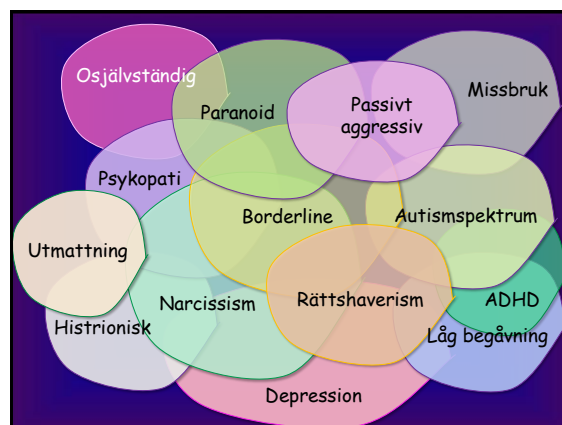 Osjälvständig
Missbruk
Paranoid
Passivt
aggressiv
Psykopati
Borderline
Autismspektrum
Utmattning
Narcissism
Rättshaverism
ADHD
Histrionisk
Låg begåvning
Depression